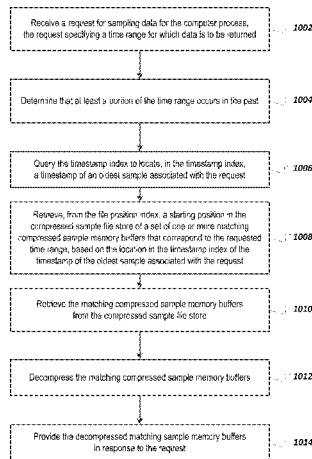 Receive a request for sampling data for the computer process,
the request specifying a time range for which data is to be returned
1002
Determine that at least a portion of the time range occurs in the past
1004
Query the timestamp index to locate, in the timestamp index,
a timestamp of an oldest sample associated with the request
1006
Retrieve, from the file position index, a starting position in the
compressed sample file store of a set of one or more matching
compressed sample memory buffers that correspond to the requested
time range, based on the location in the timestamp index of the
timestamp of the oldest sample associated with the request
1008
Retrieve the matching compressed sample memory buffers
from the compressed sample file store
1010
Decompress the matching compressed sample memory buffers
1012
Provide the decompressed matching sample memory buffers
in response to the request
1014